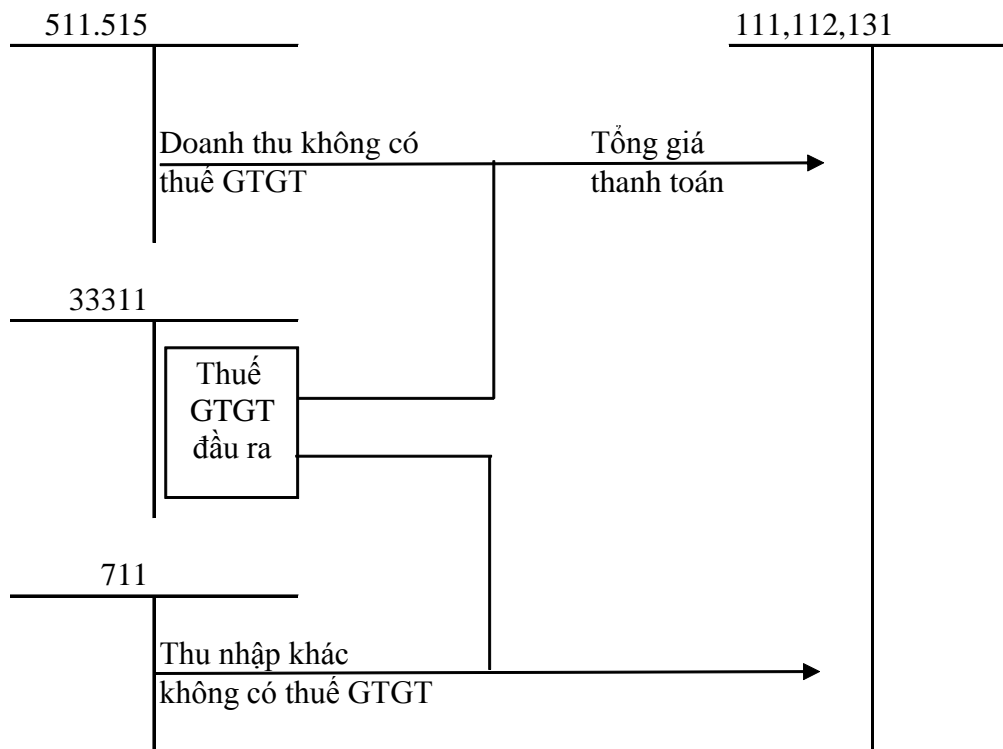 511.515
111,112,131
Doanh thu không có
thuế GTGT
Tổng giá
thanh toán
33311
Thuế
GTGT
đầu ra
711
Thu nhập khác
không có thuế GTGT